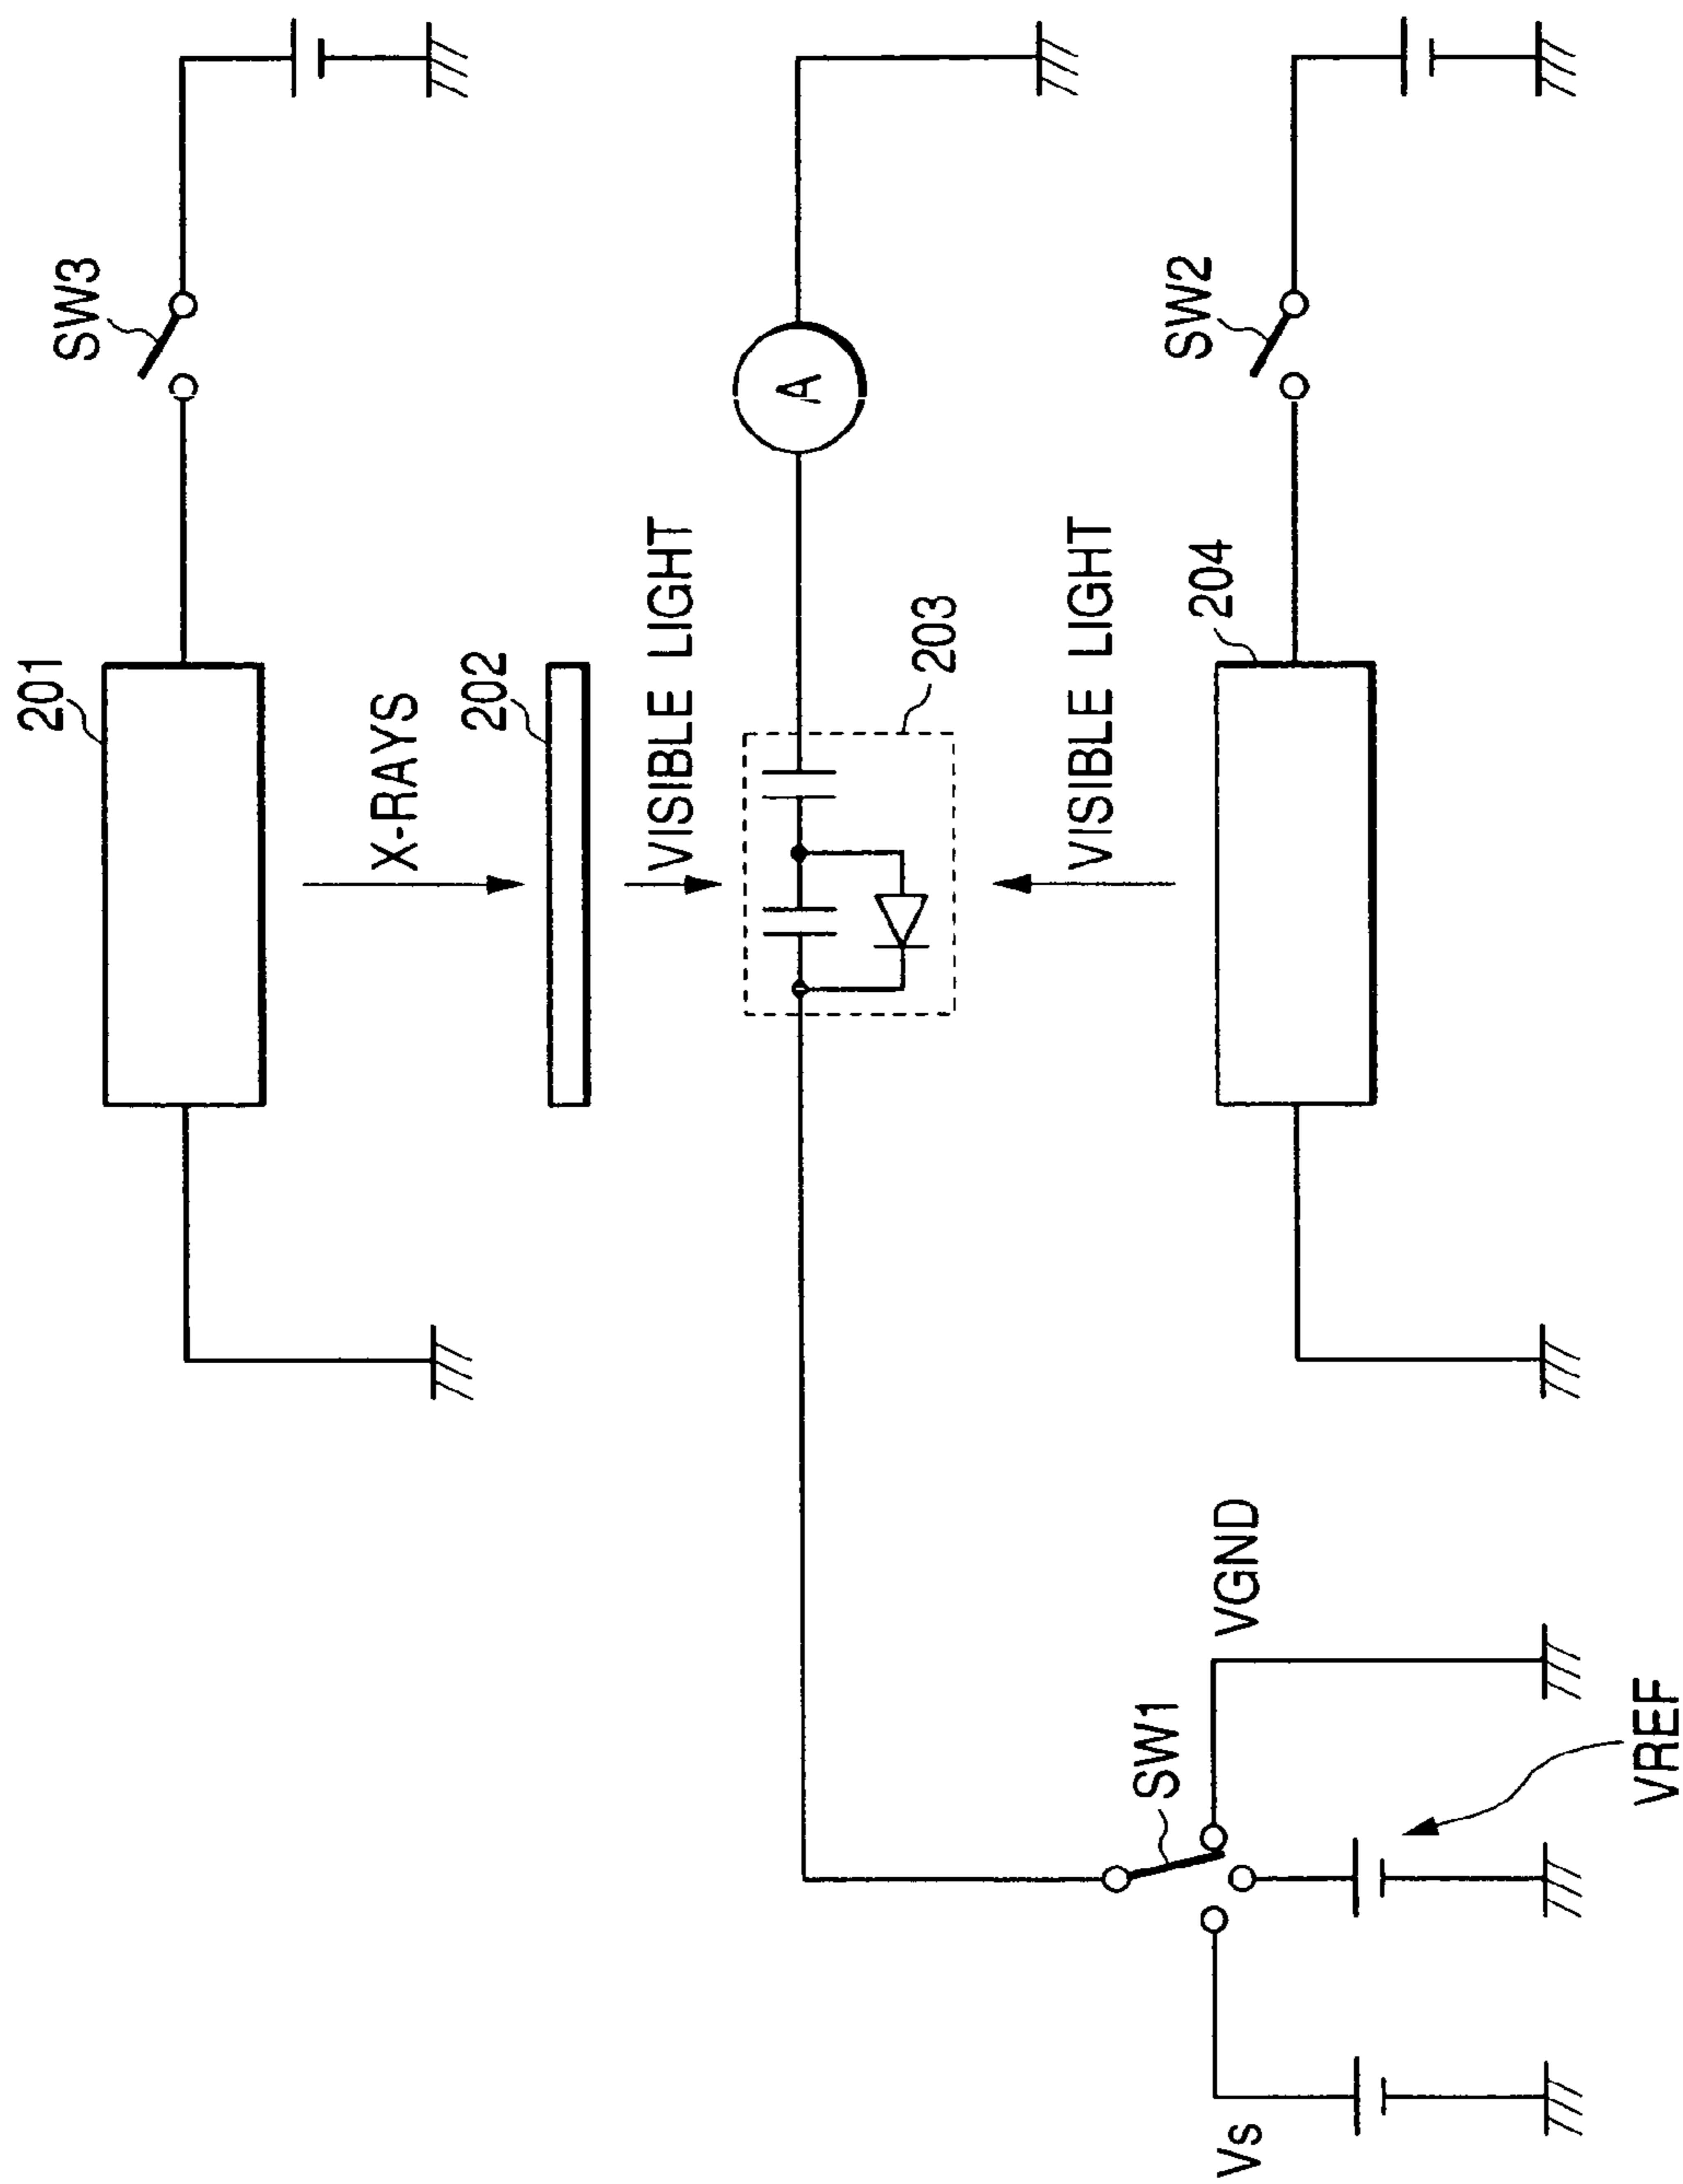 201
SW3
X-RAYS
202
VISIBLE LIGHT
A
203
VISIBLE LIGHT
204
SW2
SW1
VGND
Vs
VREF